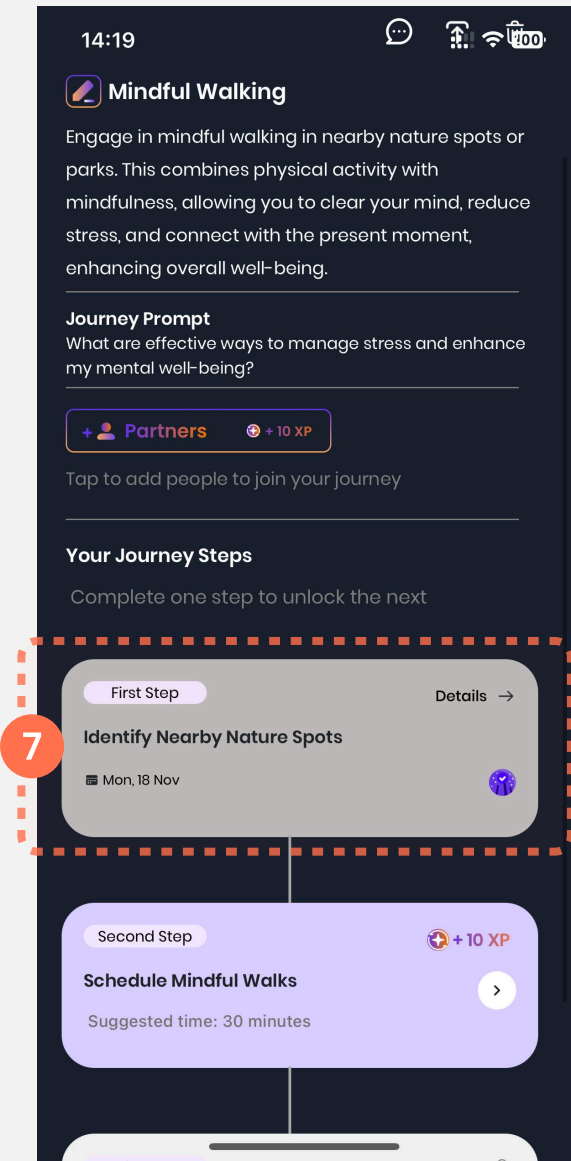 14:19
100
Mindful Walking
Engage in mindful walking in nearby nature spots or
parks. This combines physical activity with
mindfulness, allowing you to clear your mind, reduce
stress, and connect with the present moment,
enhancing overall well-being.
Journey Prompt
What are effective ways to manage stress and enhance
my mental well-being?
+ Partners + 10 XP
Tap to add people to join your journey
Your Journey Steps
Complete one step to unlock the next
First Step Details →
7
Identify Nearby Nature Spots
Mon, 18 Nov
Second Step + 10 XP
Schedule Mindful Walks
Suggested time: 30 minutes